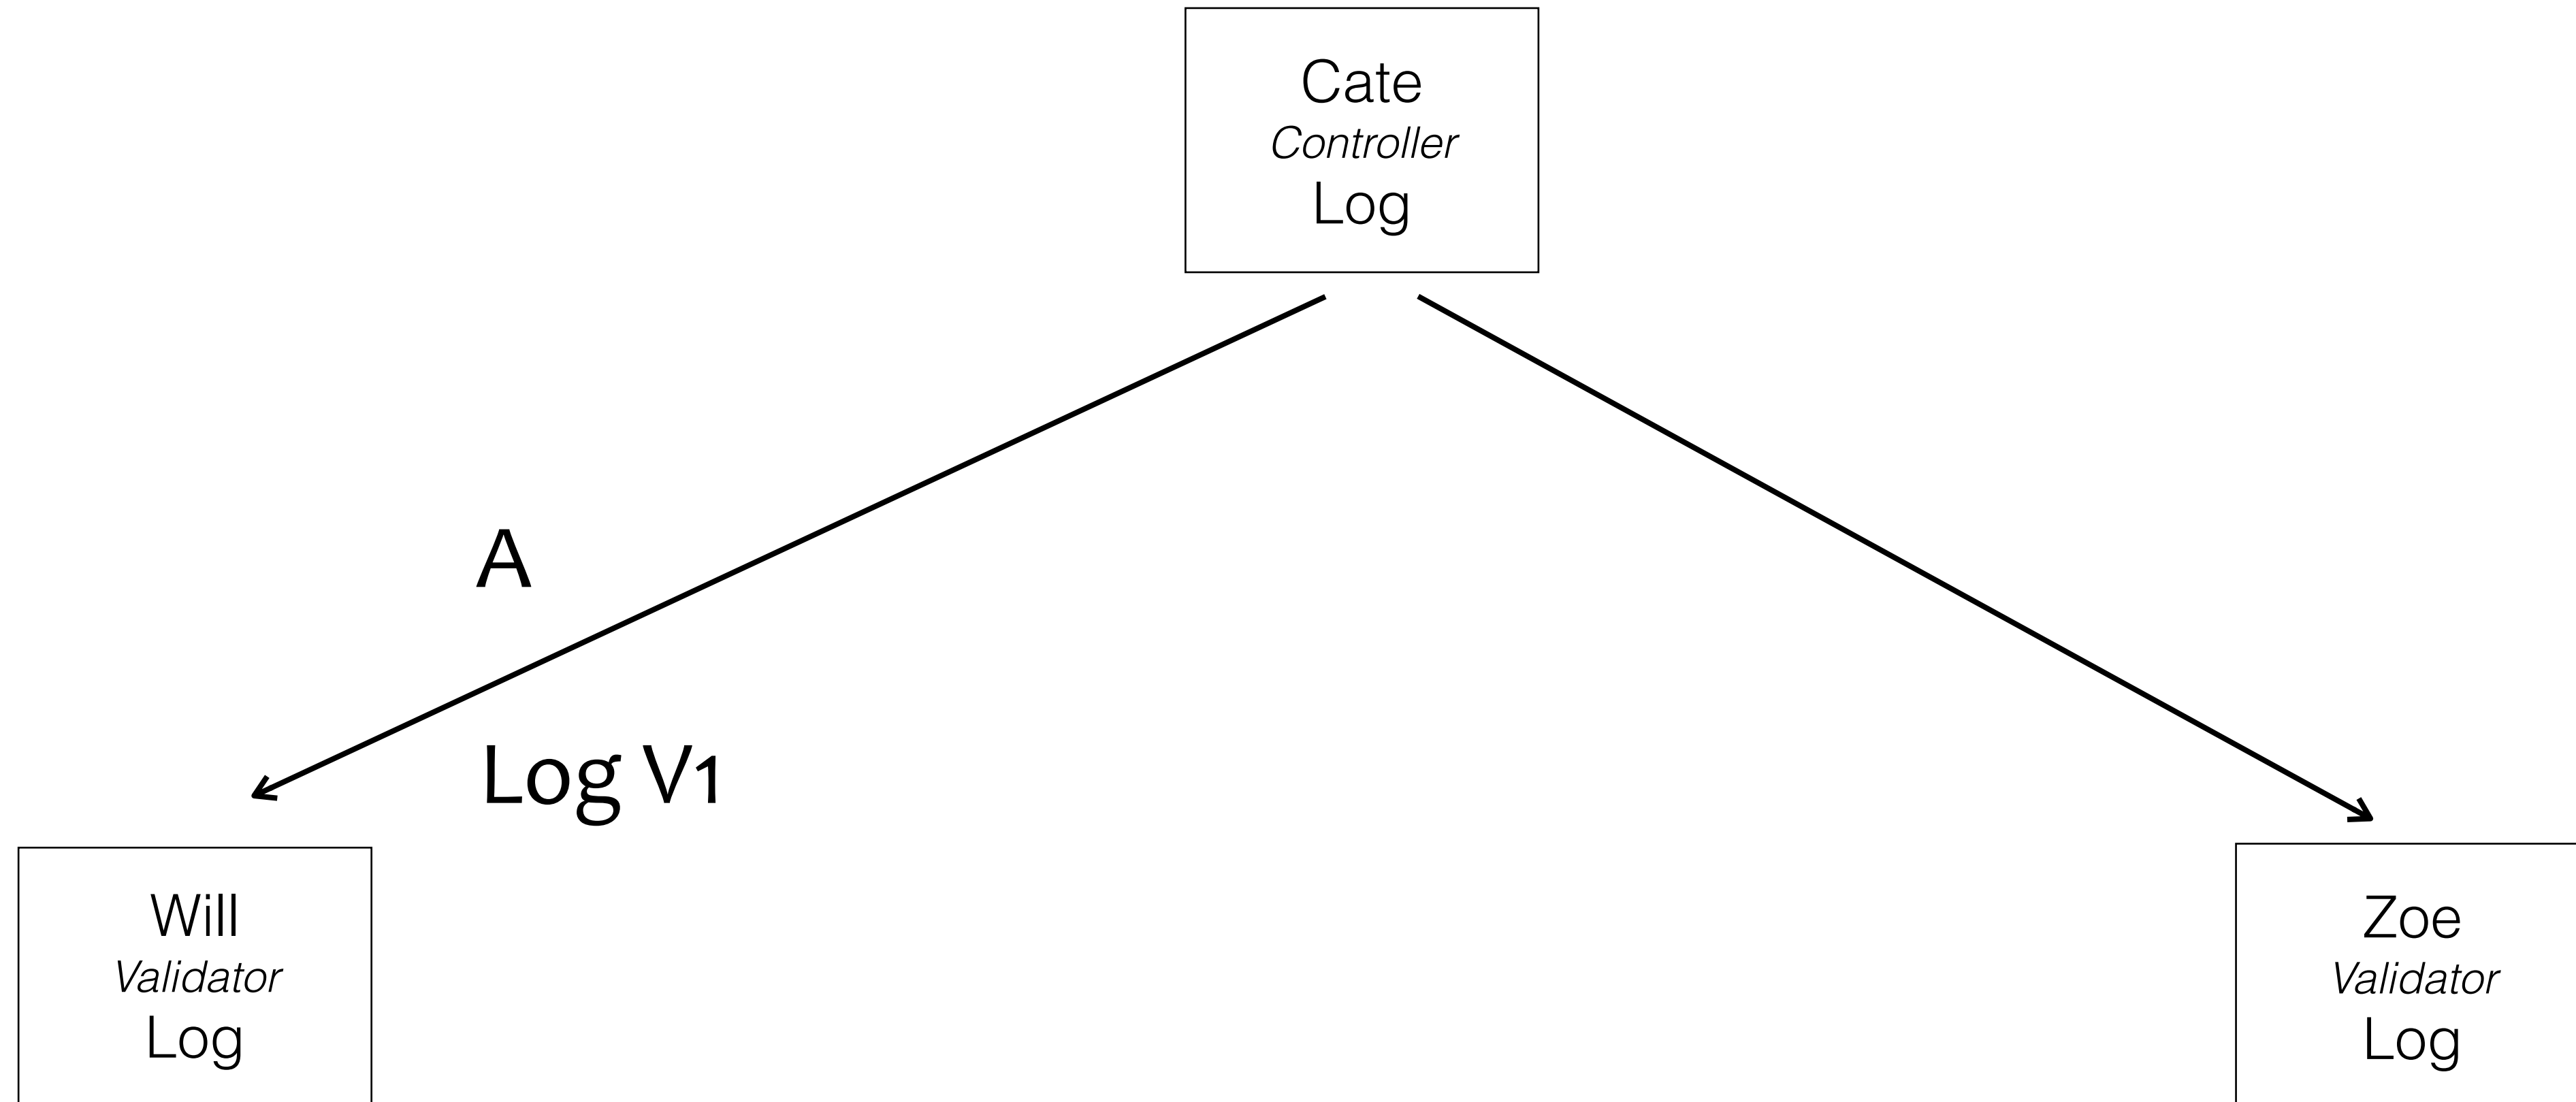 Cate
Controller
Log
A
Log V1
Will
Validator
Log
Zoe
Validator
Log